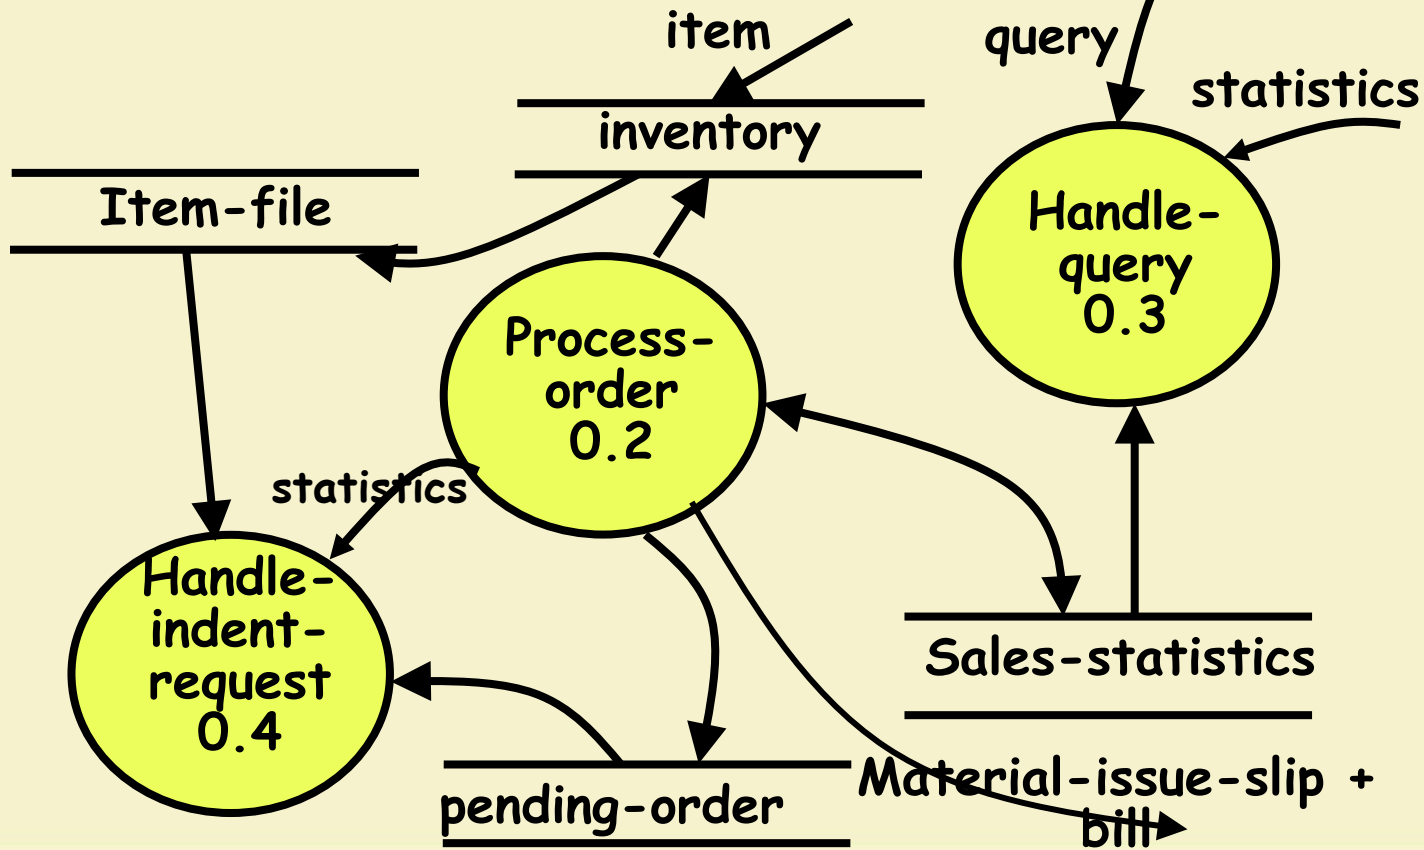 item
query
statistics
inventory
Item-file
Handle-
query
0.3
Process-
order
0.2
statistics
Handle-
indent-
request
0.4
Sales-statistics
Material-issue-slip +
bill
pending-order